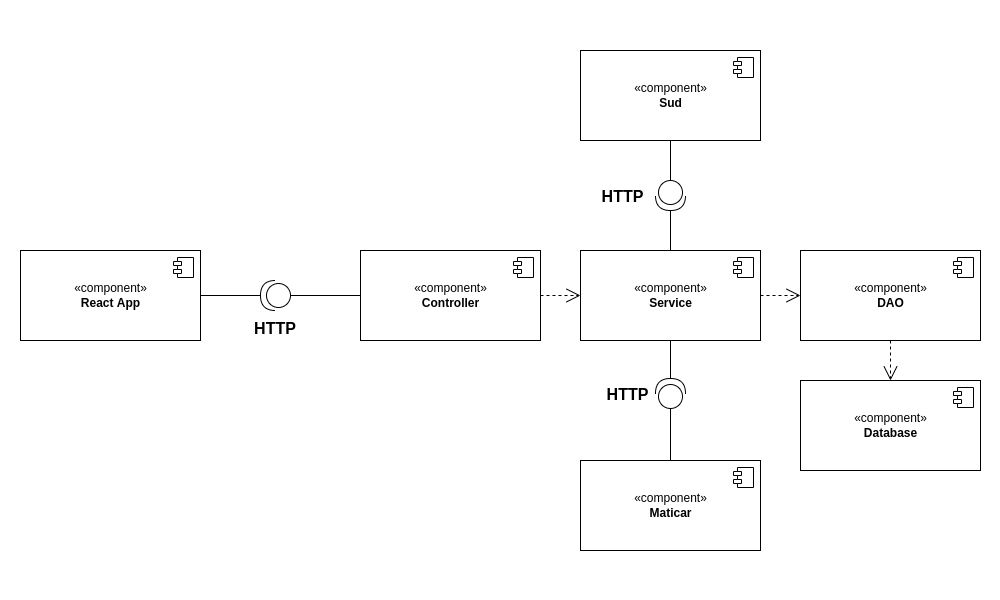 «component»
Sud
HTTP
«component»
React App
HTTP
«component»
Controller
«component»
Service
«component»
DAO
HTTP
«component»
Database
«component»
Maticar